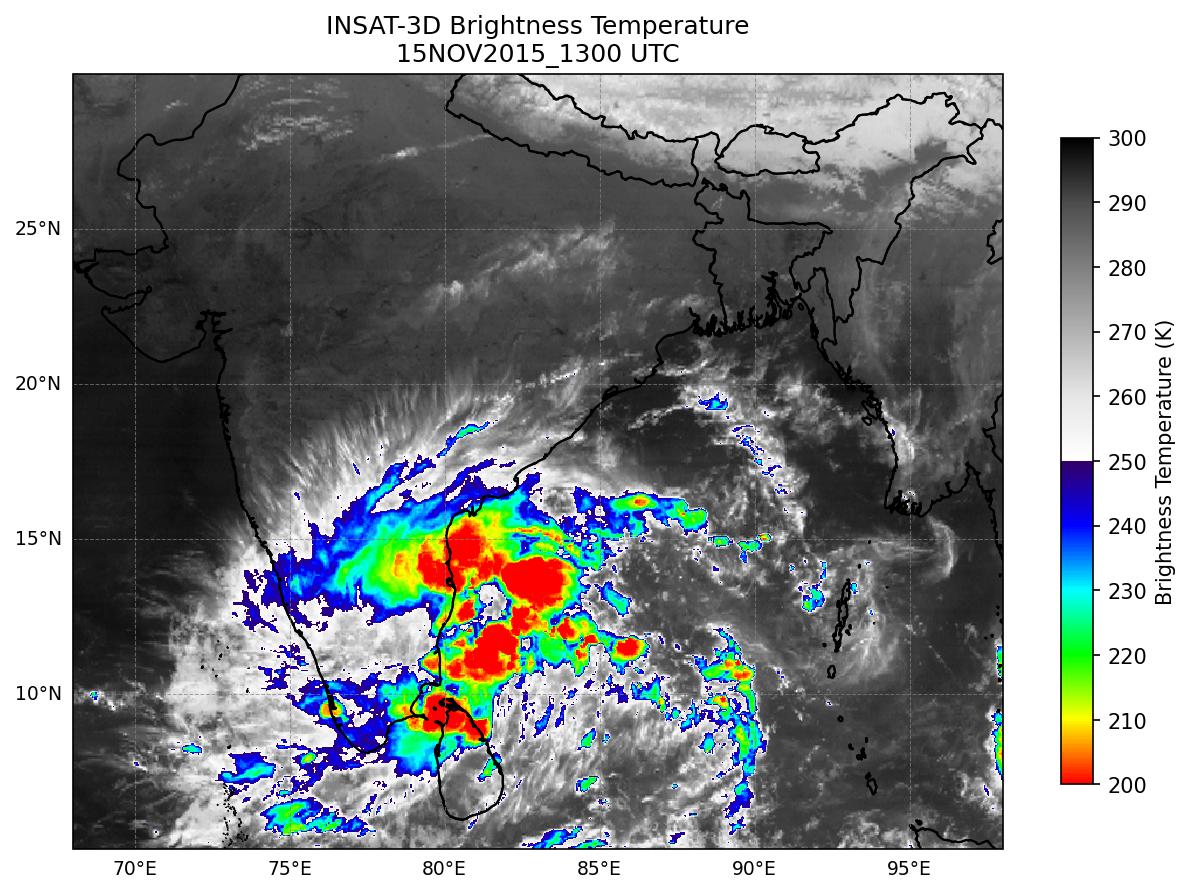 INSAT-3D Brightness Temperature
15NOV2015_1300 UTC
25°N
20°N
15°N
10°N
70°E
75°E
80°E
85°E
90°E
95°E
300
290
280
270
260
250
240
230
220
210
200
Brightness Temperature (K)